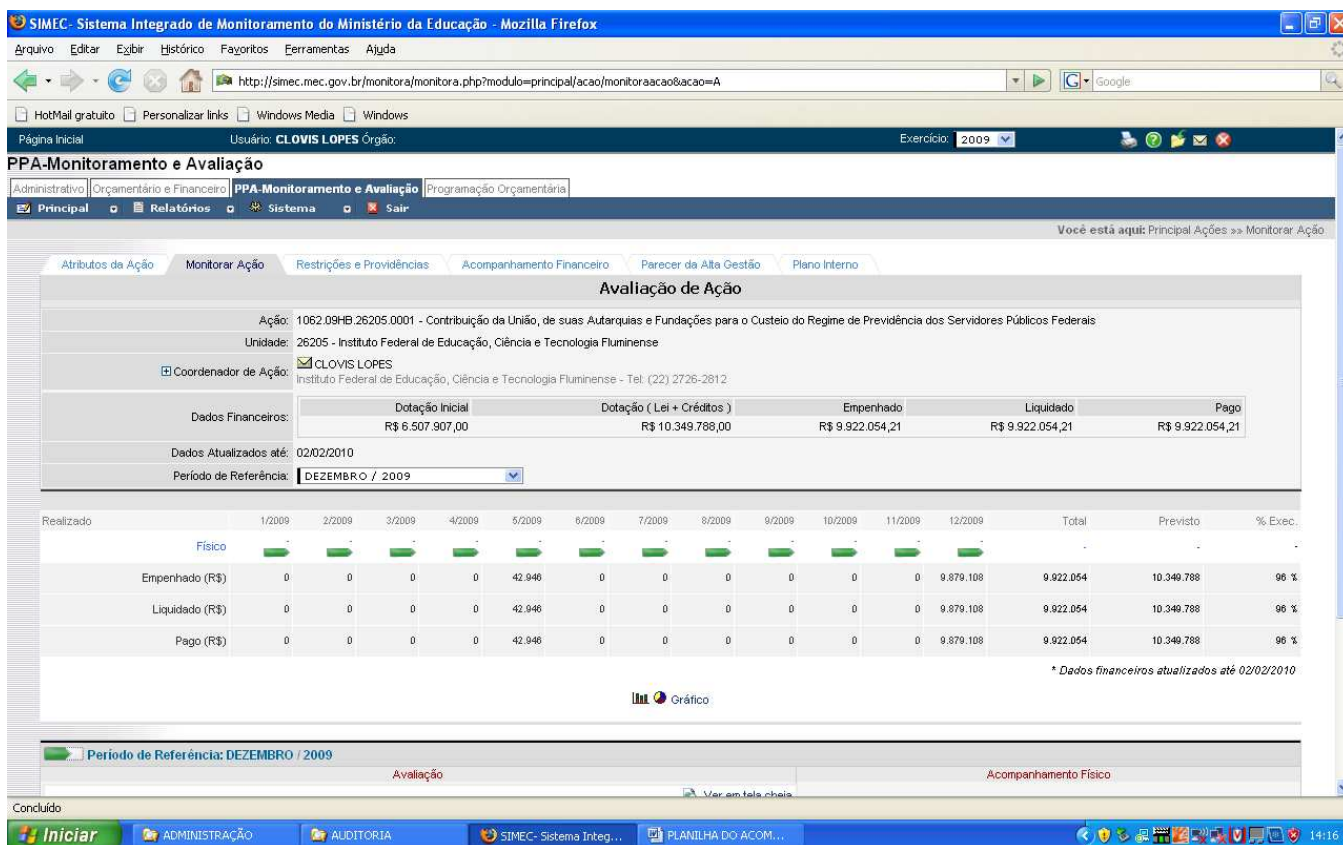 SIMEC- Sistema Integrado de Monitoramento do Ministério da Educação - Mozilla Firefox
Arquivo Editar Exibir Histórico Favoritos Ferramentas Ajuda
http://simec.mec.gov.br/monitora/monitora.php?modulo=principal/acao/monitoraacao&acao=A G Google
HotMail gratuito Personalizar links Windows Media Windows
Página Inicial Usuário: CLOVIS LOPES Órgão: Exercício: 2009
PPA-Monitoramento e Avaliação
Administrativo Orçamentário e Financeiro PPA-Monitoramento e Avaliação Programação Orçamentária
Principal Relatórios Sistema Sair
Você está aqui: Principal Ações »» Monitorar Ação
Atributos da Ação Monitorar Ação Restrições e Providências Acompanhamento Financeiro Parecer da Alta Gestão Plano Interno
Avaliação de Ação
Ação: 1062.09HB.26205.0001 - Contribuição da União, de suas Autarquias e Fundações para o Custeio do Regime de Previdência dos Servidores Públicos Federais
Unidade: 26205 - Instituto Federal de Educação, Ciência e Tecnologia Fluminense
Coordenador de Ação: CLOVIS LOPES
Instituto Federal de Educação, Ciência e Tecnologia Fluminense - Tel: (22) 2726-2812
Dados Financeiros: Dotação Inicial Dotação ( Lei + Créditos ) Empenhado Liquidado Pago
R$ 6.507.907,00 R$ 10.349.788,00 R$ 9.922.054,21 R$ 9.922.054,21 R$ 9.922.054,21
Dados Atualizados até: 02/02/2010
Período de Referência: DEZEMBRO / 2009
Realizado 1/2009 2/2009 3/2009 4/2009 5/2009 6/2009 7/2009 8/2009 9/2009 10/2009 11/2009 12/2009 Total Previsto % Exec.
Físico - - - - - - - - - - - - - - -
Empenhado (R$) 0 0 0 0 42.946 0 0 0 0 0 0 9.879.108 9.922.054 10.349.788 96 %
Liquidado (R$) 0 0 0 0 42.946 0 0 0 0 0 0 9.879.108 9.922.054 10.349.788 96 %
Pago (R$) 0 0 0 0 42.946 0 0 0 0 0 0 9.879.108 9.922.054 10.349.788 96 %
* Dados financeiros atualizados até 02/02/2010
Gráfico
Período de Referência: DEZEMBRO / 2009
Avaliação Acompanhamento Físico
Ver em tela cheia
Concluído
Iniciar ADMINISTRAÇÃO AUDITORIA SIMEC- Sistema Integ... PLANILHA DO ACOM... 14:16